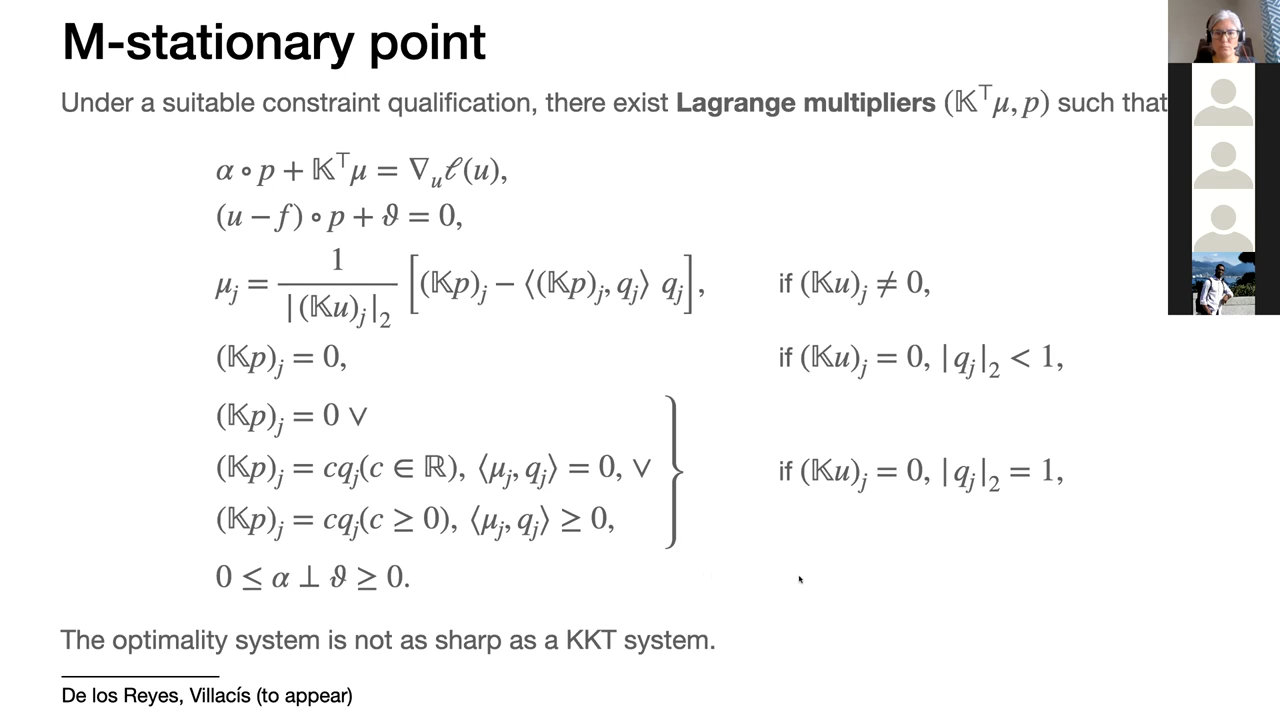 M-stationary point
Under a suitable constraint qualification, there exist Lagrange multipliers (𝕂⊤μ, p) such that
α ∘ p + 𝕂⊤μ = ∇ᵤℓ(u),
(u − f) ∘ p + ϑ = 0,
μⱼ = 1 / |(𝕂u)ⱼ|₂ [(𝕂p)ⱼ − ⟨(𝕂p)ⱼ, qⱼ⟩ qⱼ], if (𝕂u)ⱼ ≠ 0,
(𝕂p)ⱼ = 0, if (𝕂u)ⱼ = 0, |qⱼ|₂ < 1,
(𝕂p)ⱼ = 0 ∨
(𝕂p)ⱼ = cqⱼ(c ∈ ℝ), ⟨μⱼ, qⱼ⟩ = 0, ∨ } if (𝕂u)ⱼ = 0, |qⱼ|₂ = 1,
(𝕂p)ⱼ = cqⱼ(c ≥ 0), ⟨μⱼ, qⱼ⟩ ≥ 0,
0 ≤ α ⊥ ϑ ≥ 0.
The optimality system is not as sharp as a KKT system.
De los Reyes, Villacís (to appear)